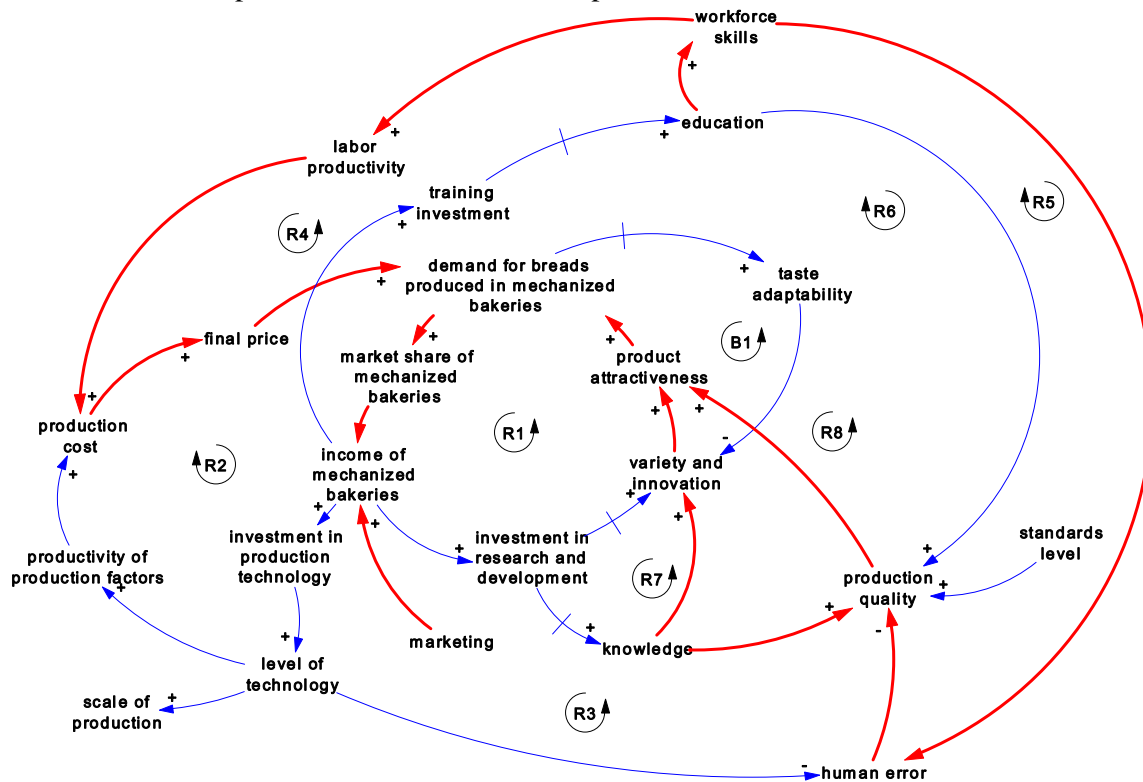 workforce
skills
+
education
+
+
labor
productivity
training
investment
+
R4
R6
R5
demand for breads
produced in mechanized
bakeries
+
+
taste
adaptability
final price
+
+
market share of
mechanized
bakeries
+
product
attractiveness
B1
+
production
cost
+
R2
income of
mechanized
bakeries
R1
+
+
R8
-
variety and
innovation
+
+
+
+
investment in
production
technology
+
investment in
research and
development
standards
level
productivity of
production factors
+
R7
+
production
quality
+
+
-
marketing
+
knowledge
+
level of
technology
scale of
production
+
R3
-
human error